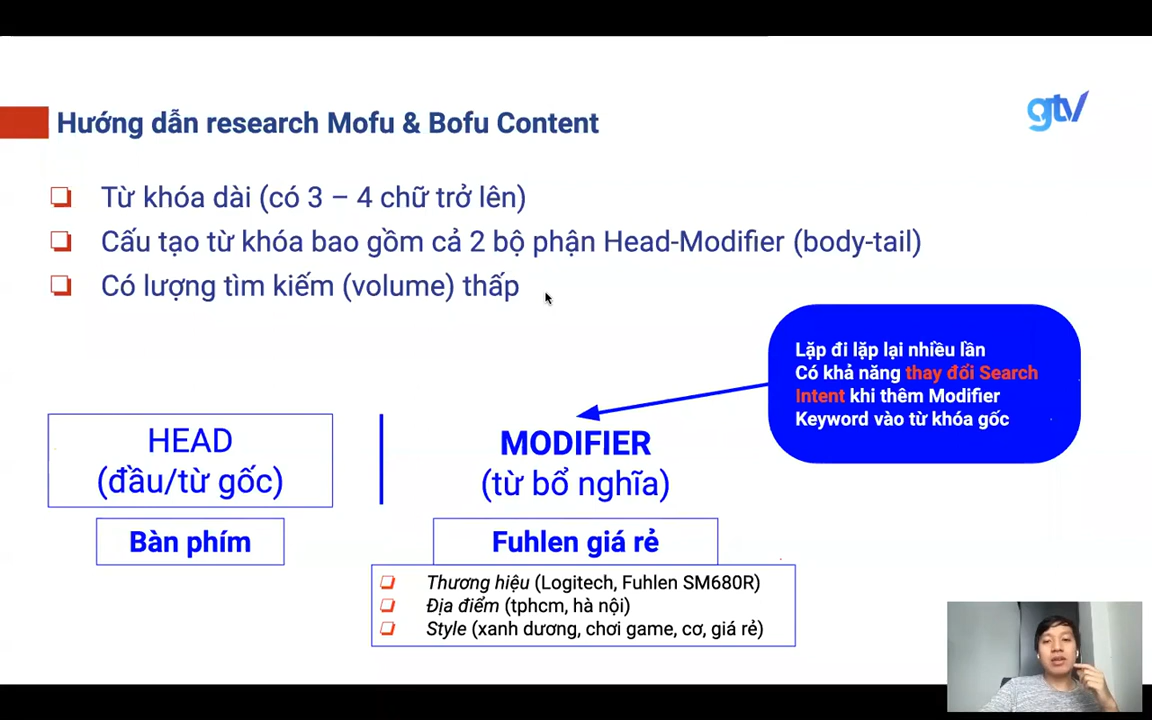 Hướng dẫn research Mofu & Bofu Content
gtv
Từ khóa dài (có 3 – 4 chữ trở lên)
Cấu tạo từ khóa bao gồm cả 2 bộ phận Head-Modifier (body-tail)
Có lượng tìm kiếm (volume) thấp
Lặp đi lặp lại nhiều lần
Có khả năng thay đổi Search
Intent khi thêm Modifier
Keyword vào từ khóa gốc
HEAD
(đầu/từ gốc)
MODIFIER
(từ bổ nghĩa)
Bàn phím
Fuhlen giá rẻ
Thương hiệu (Logitech, Fuhlen SM680R)
Địa điểm (tphcm, hà nội)
Style (xanh dương, chơi game, cơ, giá rẻ)